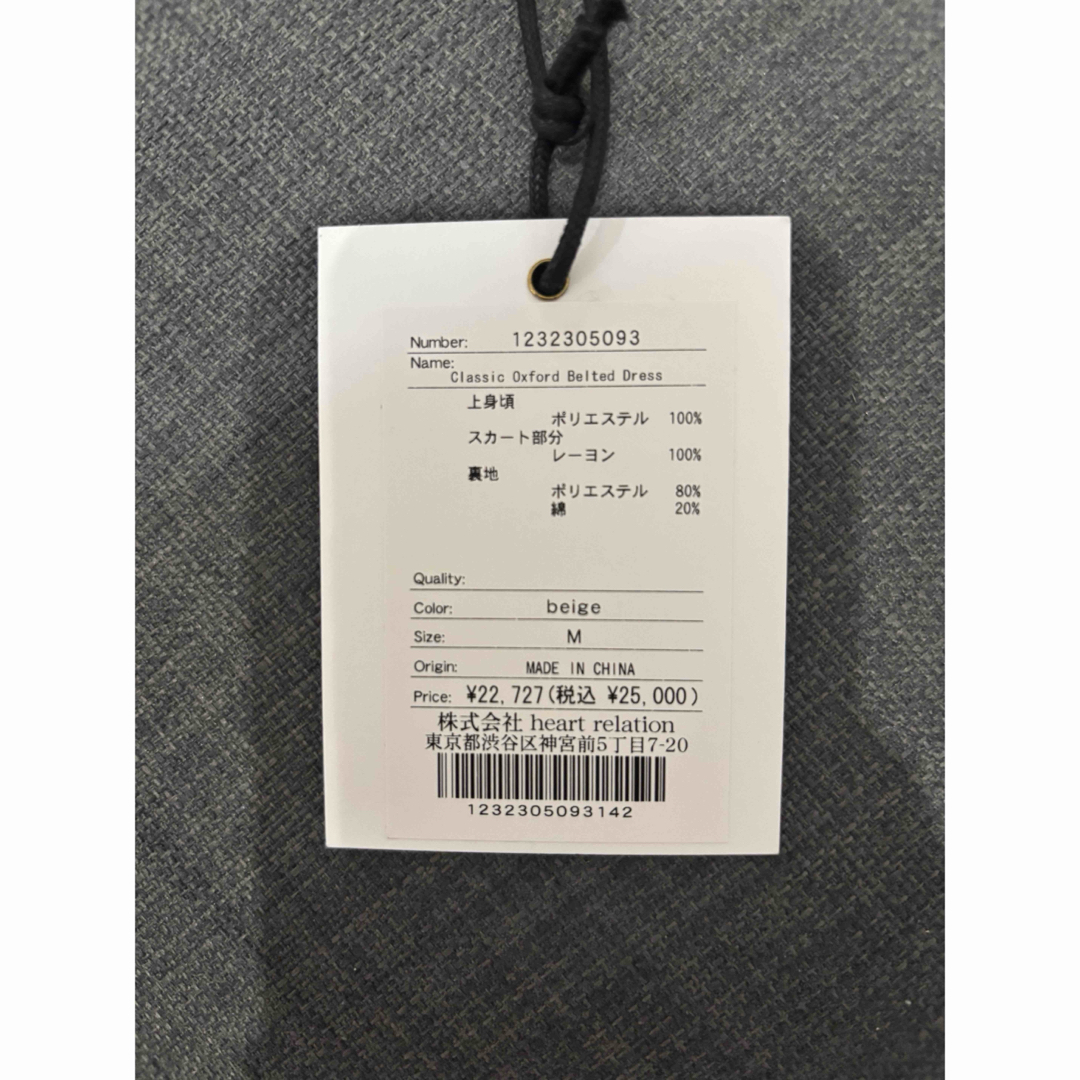 Number: 1232305093
Name:
Classic Oxford Belted Dress
上身頃
ポリエステル 100%
スカート部分
レーヨン 100%
裏地
ポリエステル 80%
綿 20%
Quality:
Color: beige
Size: M
Origin: MADE IN CHINA
Price: ¥22,727(税込 ¥25,000)
株式会社 heart relation
東京都渋谷区神宮前5丁目7-20
1232305093142